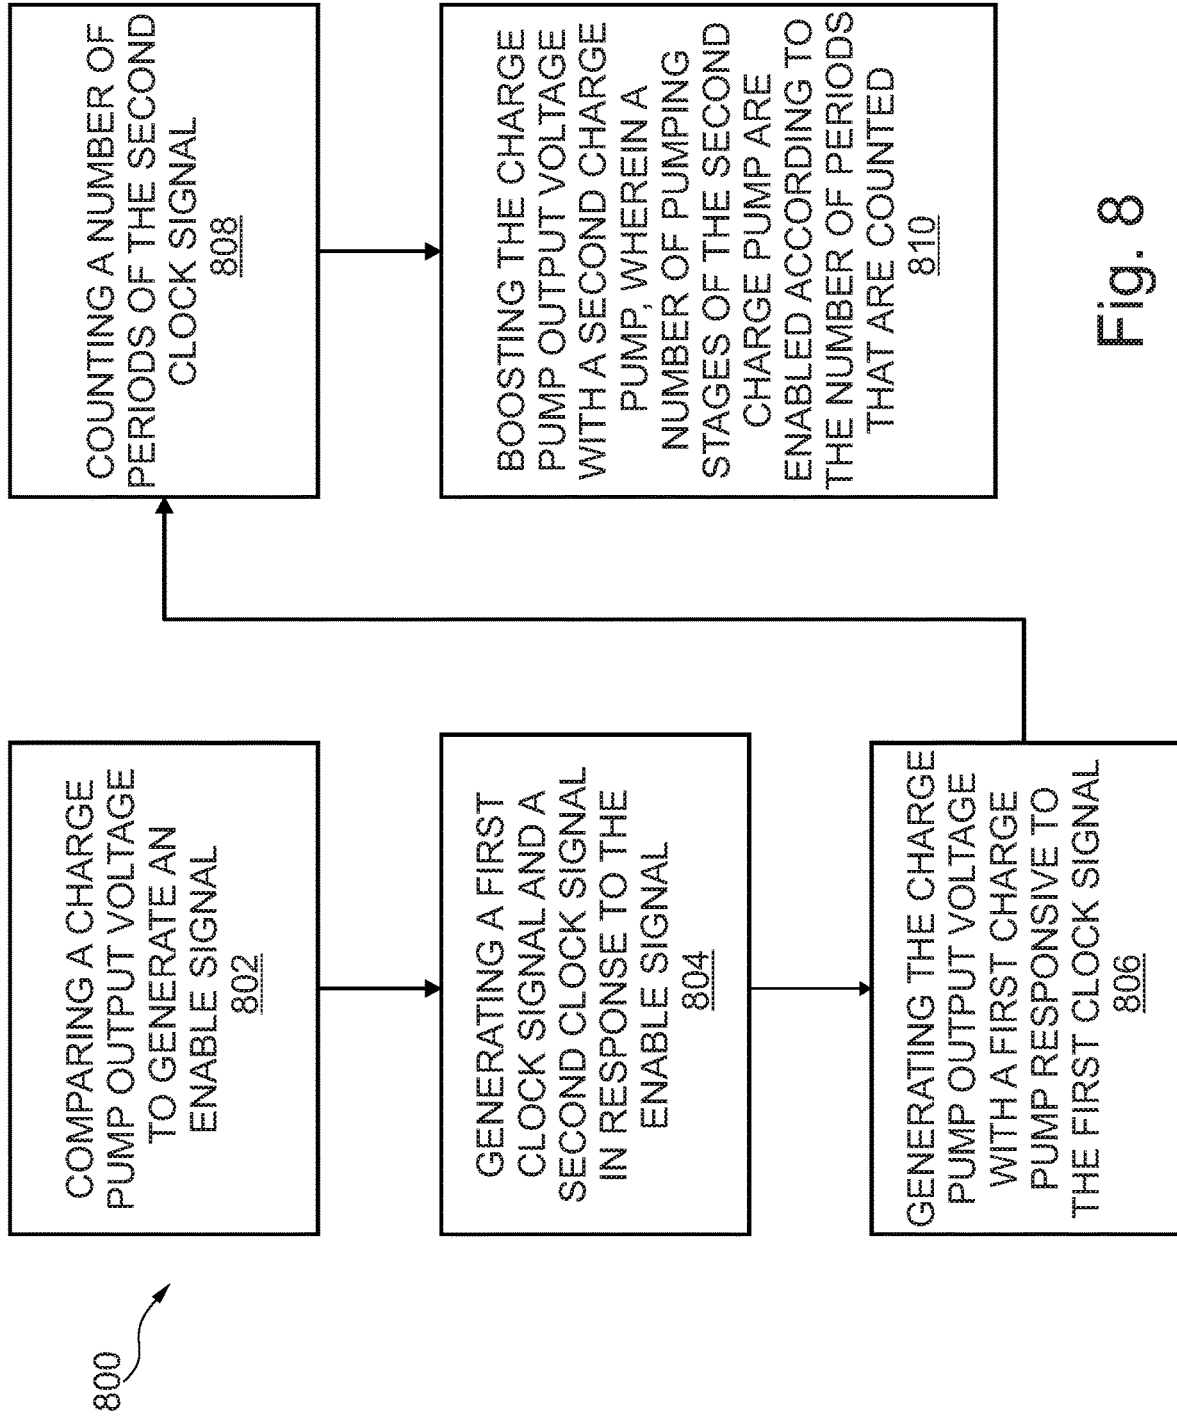 800
COMPARING A CHARGE
PUMP OUTPUT VOLTAGE
TO GENERATE AN
ENABLE SIGNAL
802
GENERATING A FIRST
CLOCK SIGNAL AND A
SECOND CLOCK SIGNAL
IN RESPONSE TO THE
ENABLE SIGNAL
804
GENERATING THE CHARGE
PUMP OUTPUT VOLTAGE
WITH A FIRST CHARGE
PUMP RESPONSIVE TO
THE FIRST CLOCK SIGNAL
806
COUNTING A NUMBER OF
PERIODS OF THE SECOND
CLOCK SIGNAL
808
BOOSTING THE CHARGE
PUMP OUTPUT VOLTAGE
WITH A SECOND CHARGE
PUMP, WHEREIN A
NUMBER OF PUMPING
STAGES OF THE SECOND
CHARGE PUMP ARE
ENABLED ACCORDING TO
THE NUMBER OF PERIODS
THAT ARE COUNTED
810
Fig. 8